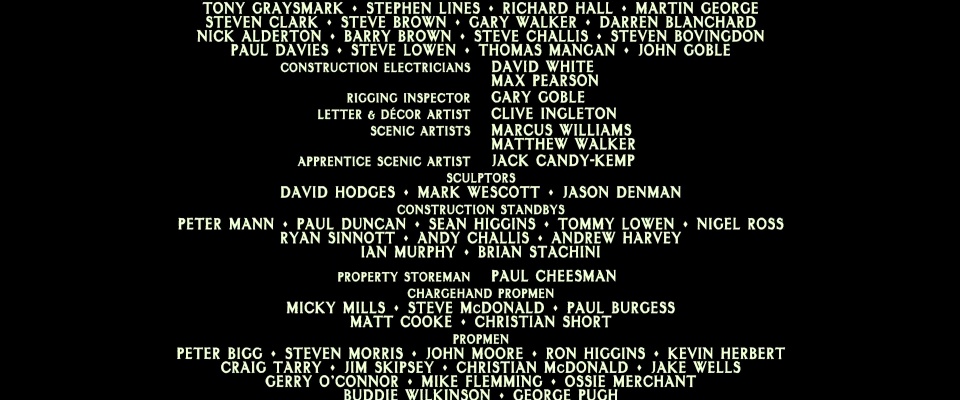 TONY GRAYSMARK • STEPHEN LINES • RICHARD HALL • MARTIN GEORGE
STEVEN CLARK • STEVE BROWN • GARY WALKER • DARREN BLANCHARD
NICK ALDERTON • BARRY BROWN • STEVE CHALLIS • STEVEN BOVINGDON
PAUL DAVIES • STEVE LOWEN • THOMAS MANGAN • JOHN GOBLE
CONSTRUCTION ELECTRICIANS DAVID WHITE
MAX PEARSON
RIGGING INSPECTOR GARY GOBLE
LETTER & DÉCOR ARTIST CLIVE INGLETON
SCENIC ARTISTS MARCUS WILLIAMS
MATTHEW WALKER
APPRENTICE SCENIC ARTIST JACK CANDY-KEMP
SCULPTORS
DAVID HODGES • MARK WESCOTT • JASON DENMAN
CONSTRUCTION STANDBYS
PETER MANN • PAUL DUNCAN • SEAN HIGGINS • TOMMY LOWEN • NIGEL ROSS
RYAN SINNOTT • ANDY CHALLIS • ANDREW HARVEY
IAN MURPHY • BRIAN STACHINI
PROPERTY STOREMAN PAUL CHEESMAN
CHARGEHAND PROPMEN
MICKY MILLS • STEVE McDONALD • PAUL BURGESS
MATT COOKE • CHRISTIAN SHORT
PROPMEN
PETER BIGG • STEVEN MORRIS • JOHN MOORE • RON HIGGINS • KEVIN HERBERT
CRAIG TARRY • JIM SKIPSEY • CHRISTIAN McDONALD • JAKE WELLS
GERRY O'CONNOR • MIKE FLEMMING • OSSIE MERCHANT
BUDDIE WILKINSON • GEORGE PUGH